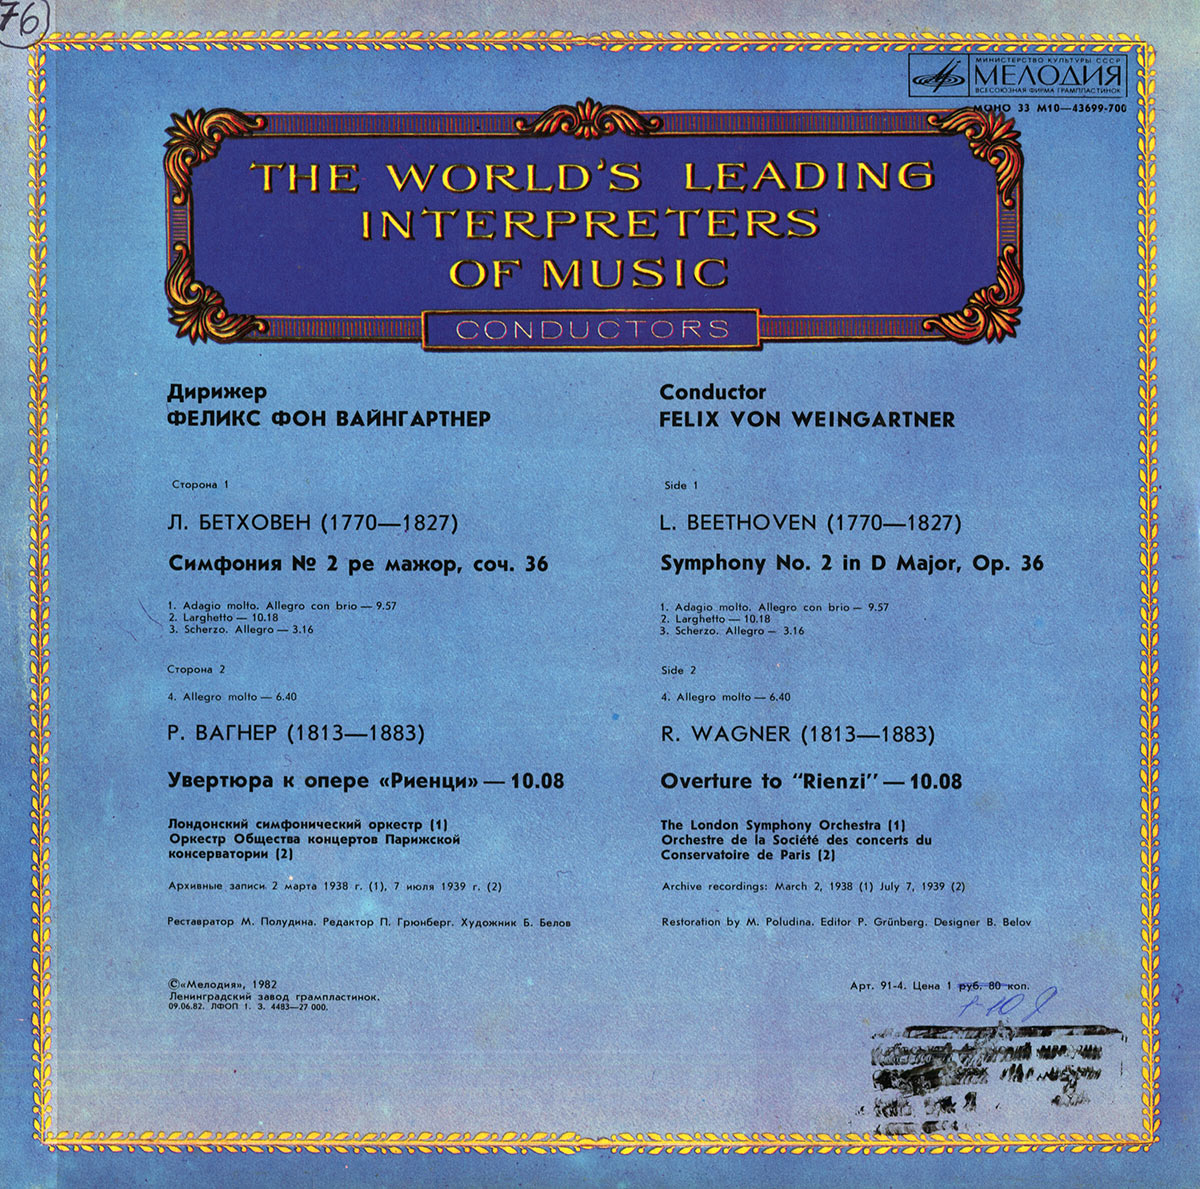 76
МИНИСТЕРСТВО КУЛЬТУРЫ СССР
МЕЛОДИЯ
ВСЕСОЮЗНАЯ ФИРМА ГРАМПЛАСТИНОК
МОНО 33 М10—43699-700
THE WORLD'S LEADING
INTERPRETERS
OF MUSIC
CONDUCTORS
Дирижер
ФЕЛИКС ФОН ВАЙНГАРТНЕР
Сторона 1
Л. БЕТХОВЕН (1770—1827)
Симфония № 2 ре мажор, соч. 36
1. Adagio molto. Allegro con brio — 9.57
2. Larghetto — 10.18
3. Scherzo. Allegro — 3.16
Сторона 2
4. Allegro molto — 6.40
Р. ВАГНЕР (1813—1883)
Увертюра к опере «Риенци» — 10.08
Лондонский симфонический оркестр (1)
Оркестр Общества концертов Парижской
консерватории (2)
Архивные записи 2 марта 1938 г. (1), 7 июля 1939 г. (2)
Реставратор М. Полудина. Редактор П. Грюнберг. Художник Б. Белов
©«Мелодия», 1982
Ленинградский завод грампластинок.
09.06.82. ЛФОП 1. З. 4483—27 000.
Conductor
FELIX VON WEINGARTNER
Side 1
L. BEETHOVEN (1770—1827)
Symphony No. 2 in D Major, Op. 36
1. Adagio molto. Allegro con brio — 9.57
2. Larghetto — 10.18
3. Scherzo. Allegro — 3.16
Side 2
4. Allegro molto — 6.40
R. WAGNER (1813—1883)
Overture to "Rienzi" — 10.08
The London Symphony Orchestra (1)
Orchestre de la Société des concerts du
Conservatoire de Paris (2)
Archive recordings: March 2, 1938 (1) July 7, 1939 (2)
Restoration by M. Poludina. Editor P. Grünberg. Designer B. Belov
Арт. 91-4. Цена 1 руб. 80 коп.